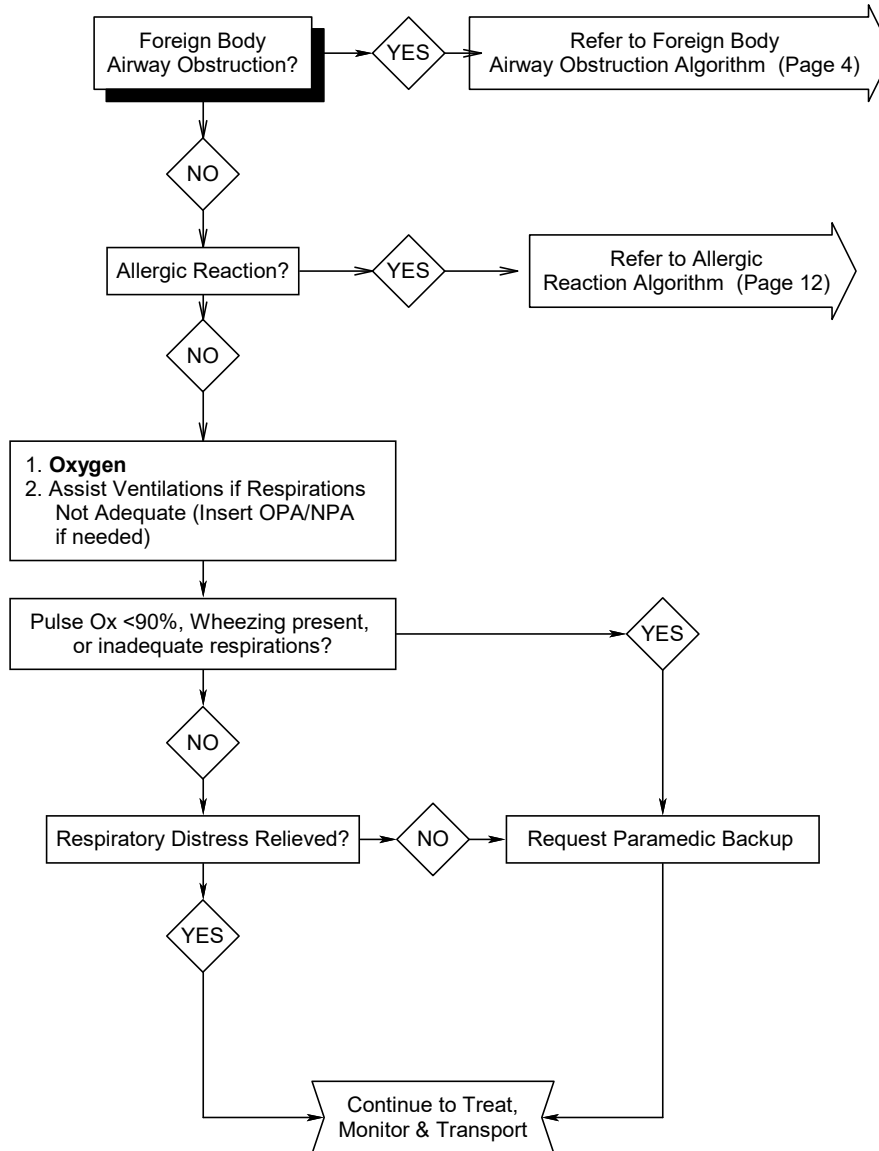 Foreign Body
Airway Obstruction?
YES
Refer to Foreign Body
Airway Obstruction Algorithm (Page 4)
NO
Allergic Reaction?
YES
Refer to Allergic
Reaction Algorithm (Page 12)
NO
1. Oxygen
2. Assist Ventilations if Respirations
Not Adequate (Insert OPA/NPA
if needed)
Pulse Ox <90%, Wheezing present,
or inadequate respirations?
YES
NO
Respiratory Distress Relieved?
NO
Request Paramedic Backup
YES
Continue to Treat,
Monitor & Transport